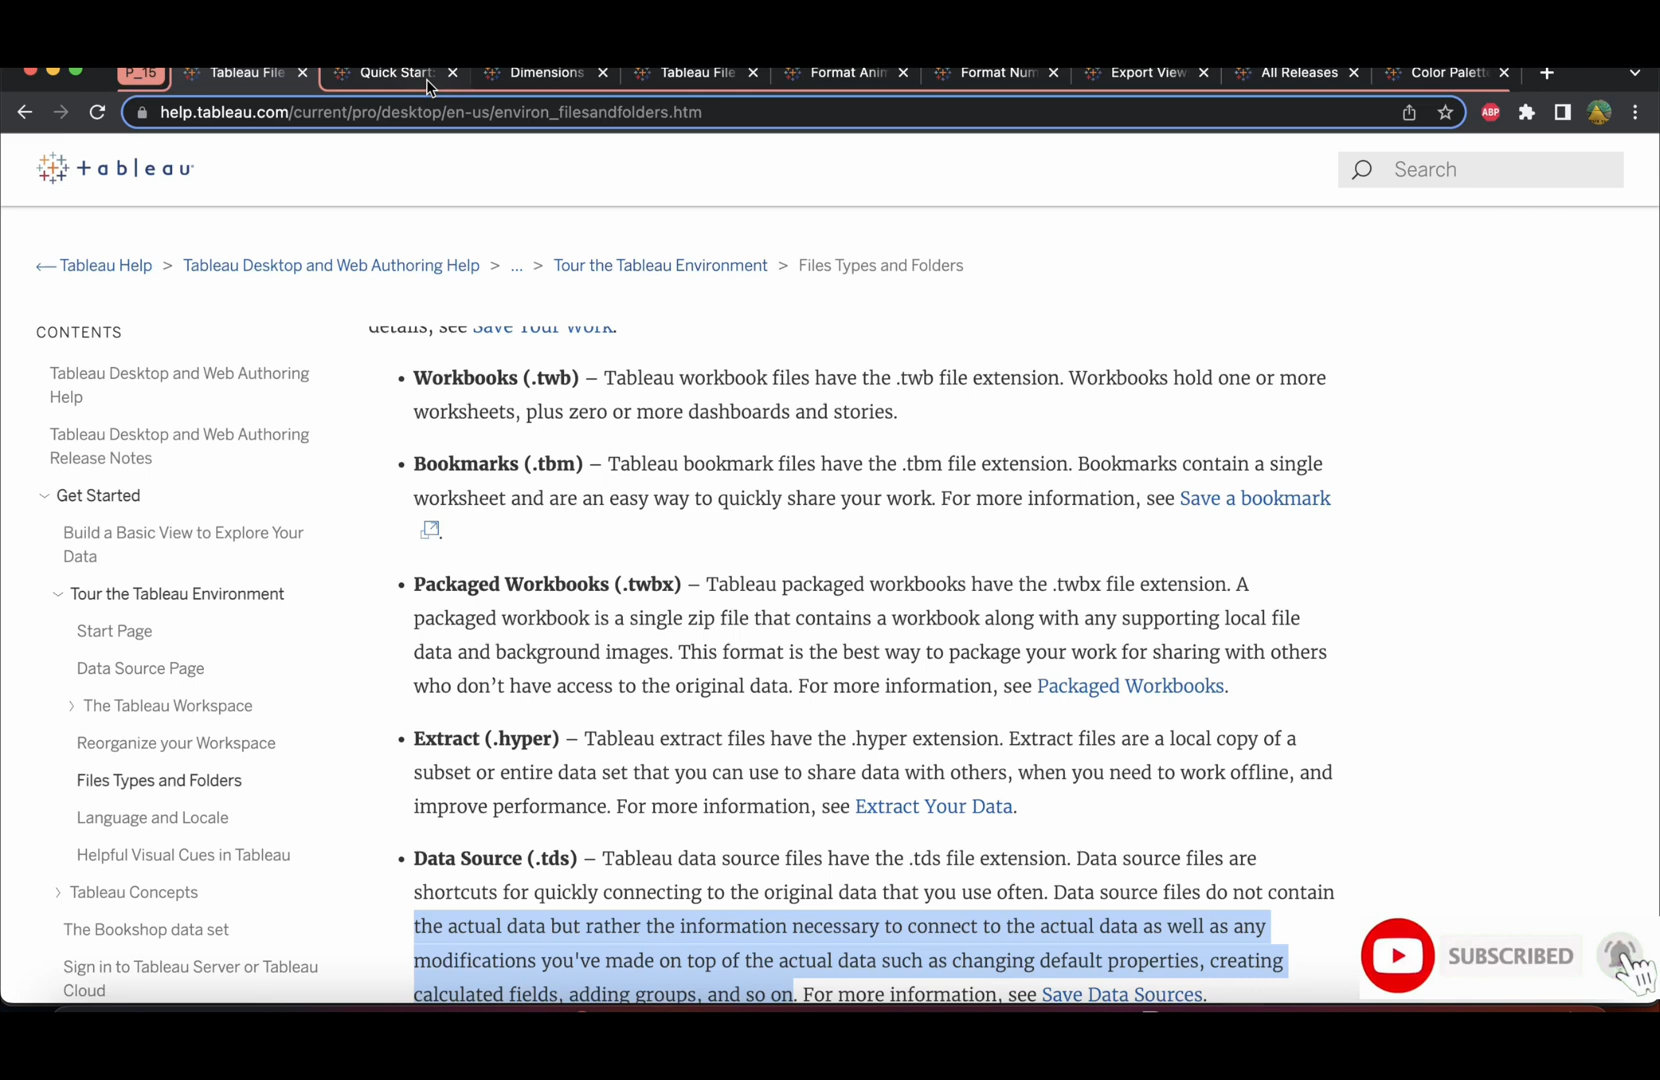 P_15
Tableau File
Quick Start:
Dimensions
Tableau File
Format Anim
Format Num
Export View
All Releases
Color Palett
help.tableau.com/current/pro/desktop/en-us/environ_filesandfolders.htm
ABP
+ a b l e a u
Search
Tableau Help > Tableau Desktop and Web Authoring Help > ... > Tour the Tableau Environment > Files Types and Folders
CONTENTS
Tableau Desktop and Web Authoring
Help
Tableau Desktop and Web Authoring
Release Notes
Get Started
Build a Basic View to Explore Your
Data
Tour the Tableau Environment
Start Page
Data Source Page
The Tableau Workspace
Reorganize your Workspace
Files Types and Folders
Language and Locale
Helpful Visual Cues in Tableau
Tableau Concepts
The Bookshop data set
Sign in to Tableau Server or Tableau
Cloud
details, see Save Your Work.
• Workbooks (.twb) – Tableau workbook files have the .twb file extension. Workbooks hold one or more
worksheets, plus zero or more dashboards and stories.
• Bookmarks (.tbm) – Tableau bookmark files have the .tbm file extension. Bookmarks contain a single
worksheet and are an easy way to quickly share your work. For more information, see Save a bookmark
.
• Packaged Workbooks (.twbx) – Tableau packaged workbooks have the .twbx file extension. A
packaged workbook is a single zip file that contains a workbook along with any supporting local file
data and background images. This format is the best way to package your work for sharing with others
who don’t have access to the original data. For more information, see Packaged Workbooks.
• Extract (.hyper) – Tableau extract files have the .hyper extension. Extract files are a local copy of a
subset or entire data set that you can use to share data with others, when you need to work offline, and
improve performance. For more information, see Extract Your Data.
• Data Source (.tds) – Tableau data source files have the .tds file extension. Data source files are
shortcuts for quickly connecting to the original data that you use often. Data source files do not contain
the actual data but rather the information necessary to connect to the actual data as well as any
modifications you've made on top of the actual data such as changing default properties, creating
calculated fields, adding groups, and so on. For more information, see Save Data Sources.
SUBSCRIBED